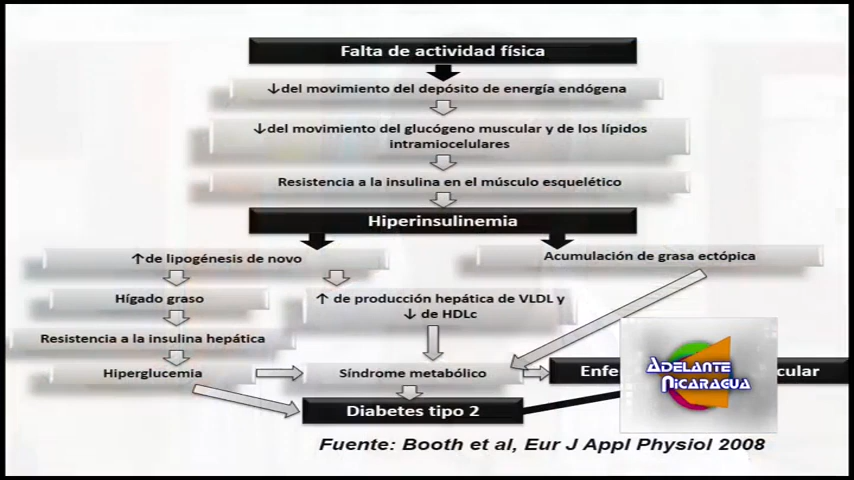 Falta de actividad física
↓del movimiento del depósito de energía endógena
↓del movimiento del glucógeno muscular y de los lípidos
intramiocelulares
Resistencia a la insulina en el músculo esquelético
Hiperinsulinemia
↑de lipogénesis de novo
Acumulación de grasa ectópica
Hígado graso
↑ de producción hepática de VLDL y
↓ de HDLc
Resistencia a la insulina hepática
Hiperglucemia
Síndrome metabólico
Diabetes tipo 2
ADELANTE
NICARAGUA
Fuente: Booth et al, Eur J Appl Physiol 2008